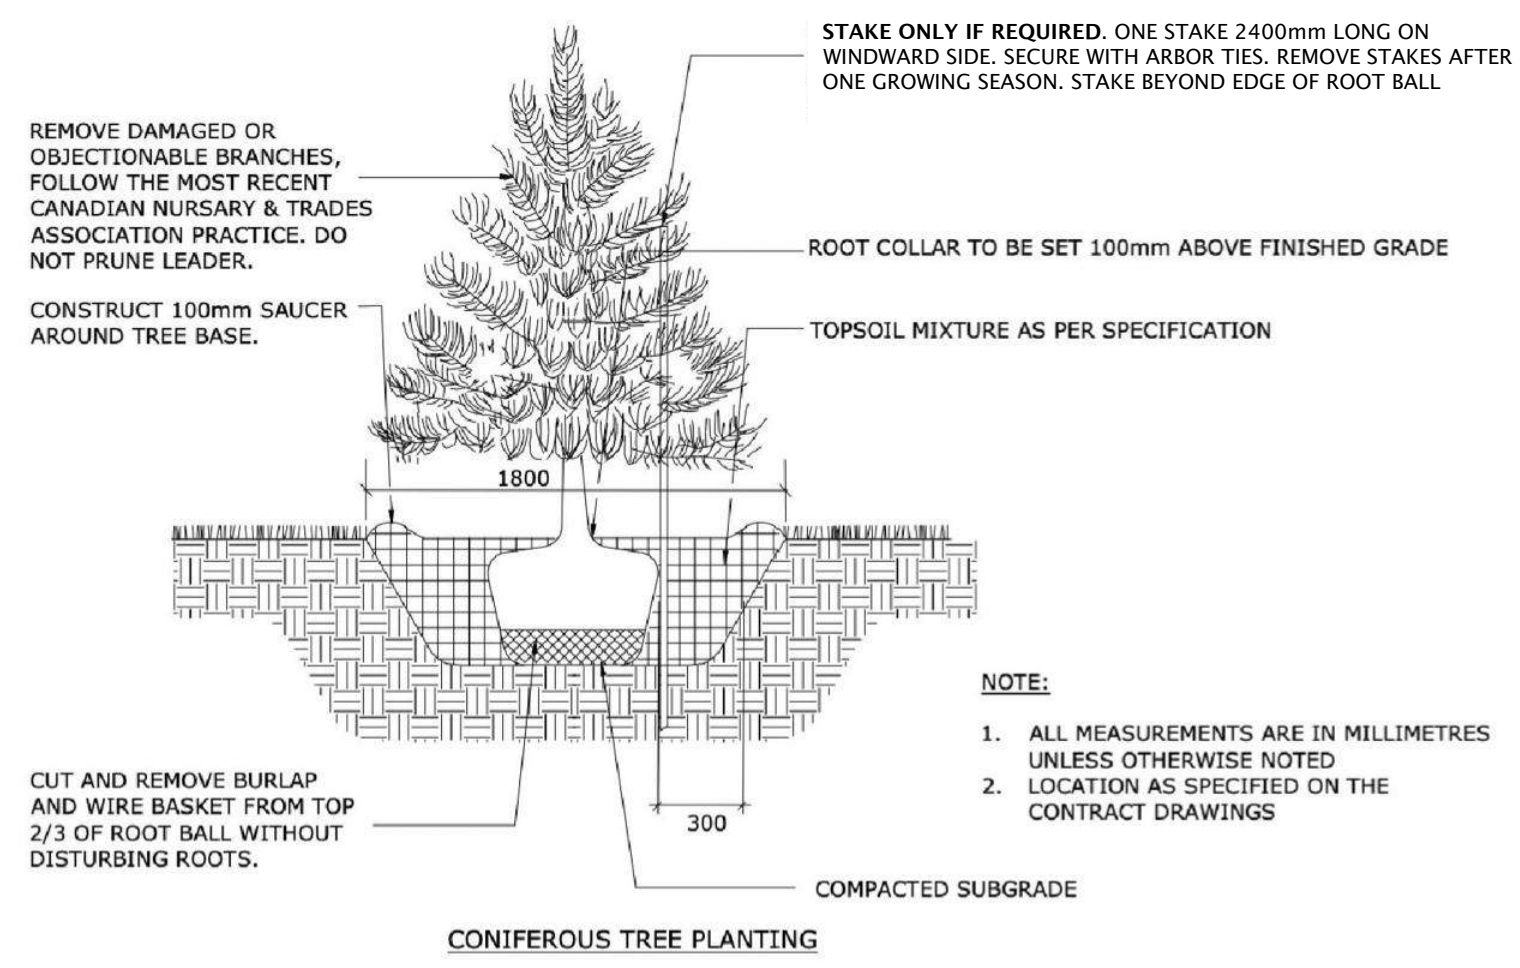 STAKE ONLY IF REQUIRED. ONE STAKE 2400mm LONG ON
WINDWARD SIDE. SECURE WITH ARBOR TIES. REMOVE STAKES AFTER
ONE GROWING SEASON. STAKE BEYOND EDGE OF ROOT BALL
REMOVE DAMAGED OR
OBJECTIONABLE BRANCHES,
FOLLOW THE MOST RECENT
CANADIAN NURSARY & TRADES
ASSOCIATION PRACTICE. DO
NOT PRUNE LEADER.
ROOT COLLAR TO BE SET 100mm ABOVE FINISHED GRADE
CONSTRUCT 100mm SAUCER
AROUND TREE BASE.
TOPSOIL MIXTURE AS PER SPECIFICATION
1800
NOTE:
1. ALL MEASUREMENTS ARE IN MILLIMETRES
UNLESS OTHERWISE NOTED
2. LOCATION AS SPECIFIED ON THE
CONTRACT DRAWINGS
CUT AND REMOVE BURLAP
AND WIRE BASKET FROM TOP
2/3 OF ROOT BALL WITHOUT
DISTURBING ROOTS.
300
COMPACTED SUBGRADE
CONIFEROUS TREE PLANTING